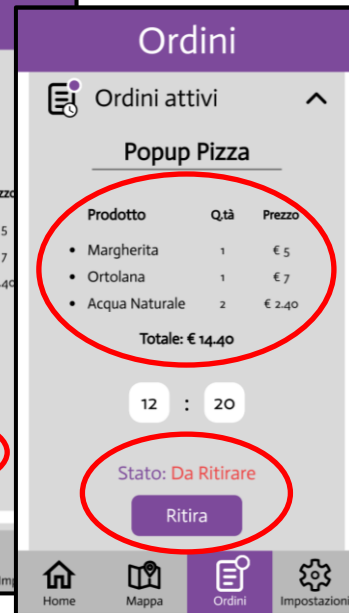 Ordini
Ordini attivi
Popup Pizza
Prodotto Q.tà Prezzo
Margherita 1 € 5
Ortolana 1 € 7
Acqua Naturale 2 € 2.40
Totale: € 14.40
12 : 20
Stato: Da Ritirare
Ritira
Home Mappa Ordini Impostazioni